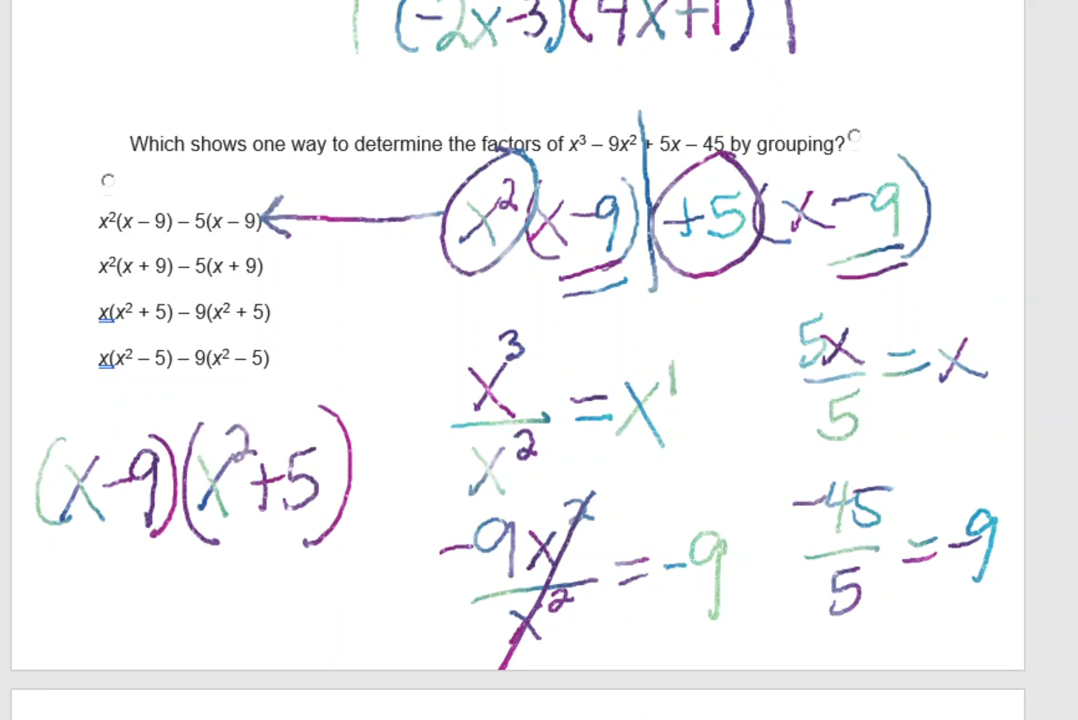 (-2x-3)(4x+1)
Which shows one way to determine the factors of x³ – 9x² + 5x – 45 by grouping?
x²(x-9) +5(x-9)
x²(x – 9) – 5(x – 9)
x²(x + 9) – 5(x + 9)
x(x² + 5) – 9(x² + 5)
x(x² – 5) – 9(x² – 5)
x³/x² = x¹
5x/5 = x
(x-9)(x²+5)
-9x²/x² = -9
-45/5 = -9